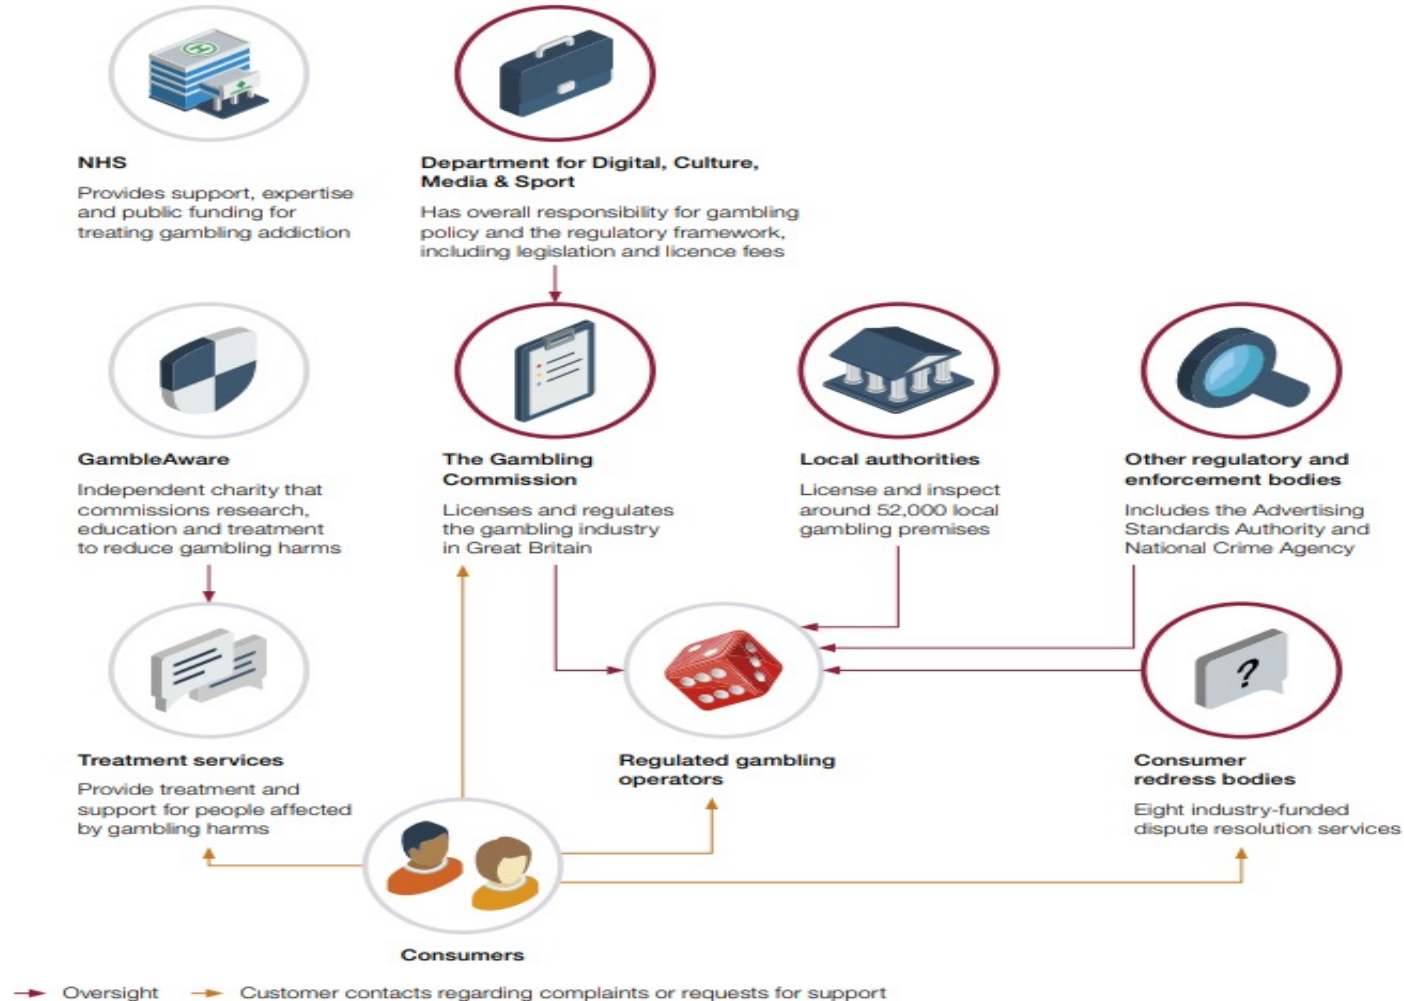 NHS
Provides support, expertise
and public funding for
treating gambling addiction
Department for Digital, Culture,
Media & Sport
Has overall responsibility for gambling
policy and the regulatory framework,
including legislation and licence fees
GambleAware
Independent charity that
commissions research,
education and treatment
to reduce gambling harms
The Gambling
Commission
Licenses and regulates
the gambling industry
in Great Britain
Local authorities
License and inspect
around 52,000 local
gambling premises
Other regulatory and
enforcement bodies
Includes the Advertising
Standards Authority and
National Crime Agency
Treatment services
Provide treatment and
support for people affected
by gambling harms
Regulated gambling
operators
?
Consumer
redress bodies
Eight industry-funded
dispute resolution services
Consumers
Oversight
Customer contacts regarding complaints or requests for support